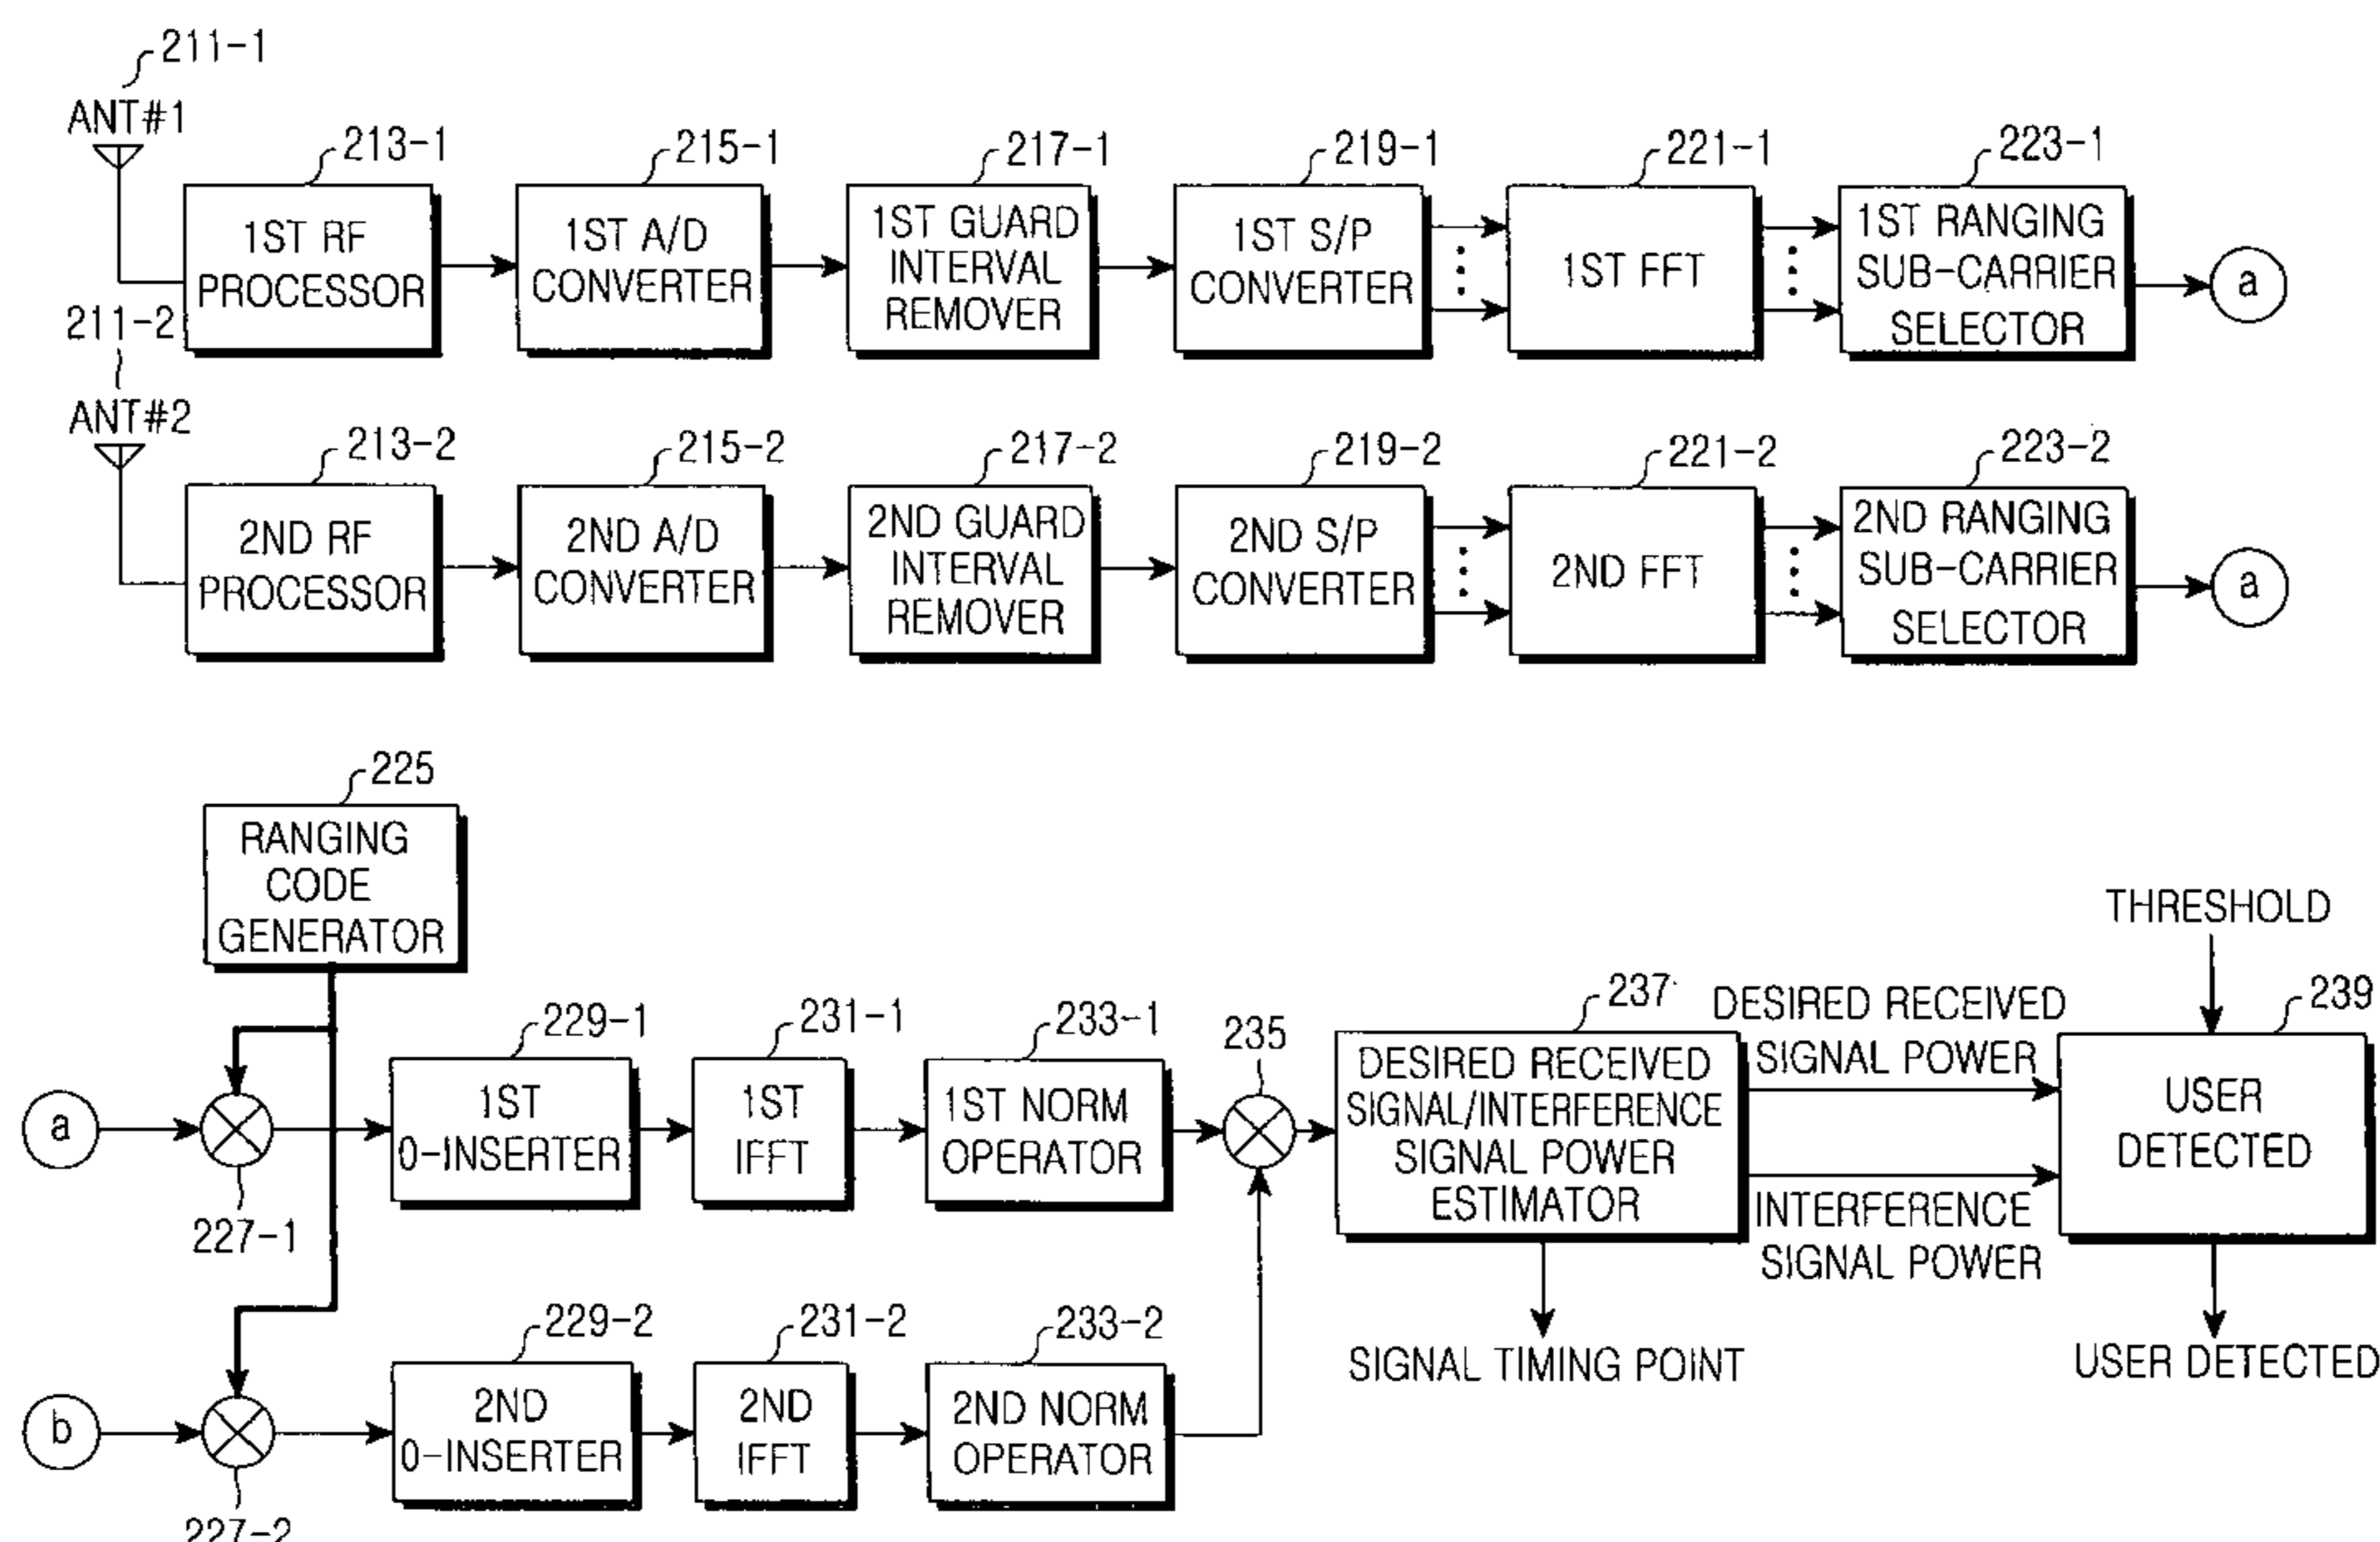 211-1
ANT#1
213-1
215-1
217-1
219-1
221-1
223-1
1ST RF
PROCESSOR
1ST A/D
CONVERTER
1ST GUARD
INTERVAL
REMOVER
1ST S/P
CONVERTER
1ST FFT
1ST RANGING
SUB-CARRIER
SELECTOR
a
211-2
ANT#2
213-2
215-2
217-2
219-2
221-2
223-2
2ND RF
PROCESSOR
2ND A/D
CONVERTER
2ND GUARD
INTERVAL
REMOVER
2ND S/P
CONVERTER
2ND FFT
2ND RANGING
SUB-CARRIER
SELECTOR
a
225
RANGING
CODE
GENERATOR
THRESHOLD
229-1
231-1
233-1
235
237
DESIRED RECEIVED
SIGNAL POWER
239
a
227-1
1ST
0-INSERTER
1ST
IFFT
1ST NORM
OPERATOR
DESIRED RECEIVED
SIGNAL/INTERFERENCE
SIGNAL POWER
ESTIMATOR
INTERFERENCE
SIGNAL POWER
USER
DETECTED
229-2
231-2
233-2
SIGNAL TIMING POINT
USER DETECTED
b
2ND
0-INSERTER
2ND
IFFT
2ND NORM
OPERATOR
227-2